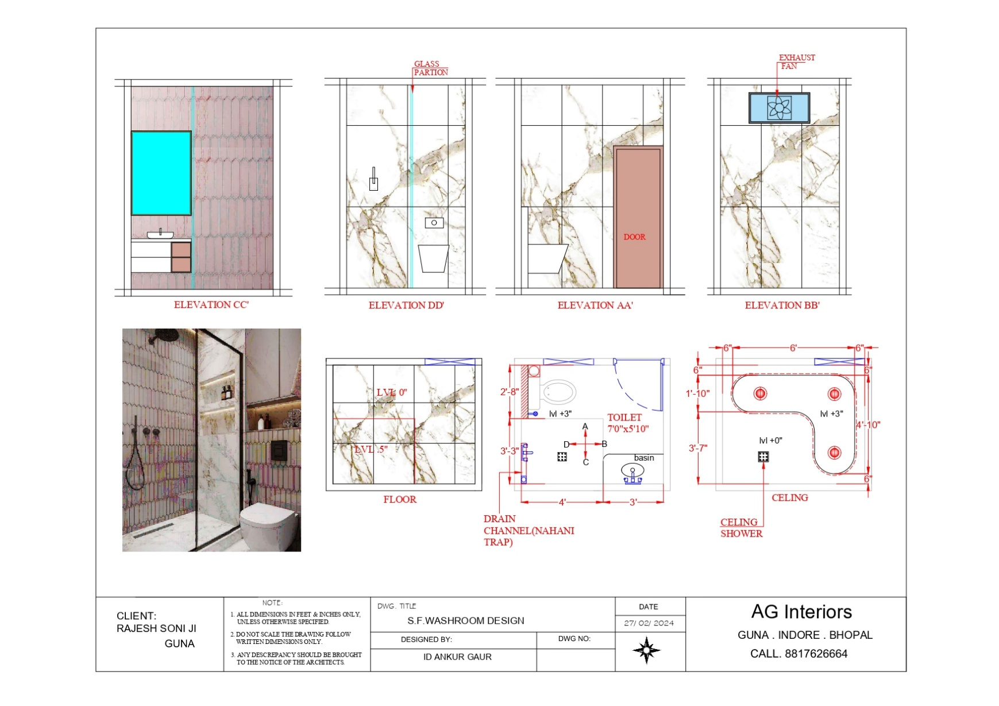 GLASS
PARTION
EXHAUST
FAN
DOOR
ELEVATION CC'
ELEVATION DD'
ELEVATION AA'
ELEVATION BB'
LVL 0"
LVL .5"
FLOOR
2'-8"
3'-3"
lvl +3"
TOILET
7'0"x5'10"
A
D
B
C
basin
4'
3'
DRAIN
CHANNEL(NAHANI
TRAP)
6"
6'
6"
6"
6"
1'-10"
lvl +3"
4'-10"
lvl +0"
3'-7"
6"
CELING
CELING
SHOWER
CLIENT:
RAJESH SONI JI
GUNA
NOTE:
1. ALL DIMENSIONS IN FEET & INCHES ONLY,
UNLESS OTHERWISE SPECIFIED.
2. DO NOT SCALE THE DRAWING FOLLOW
WRITTEN DIMENSIONS ONLY.
3. ANY DESCREPANCY SHOULD BE BROUGHT
TO THE NOTICE OF THE ARCHITECTS.
DWG. TITLE
S.F.WASHROOM DESIGN
DESIGNED BY:
DWG NO:
ID ANKUR GAUR
DATE
27/ 02/ 2024
AG Interiors
GUNA . INDORE . BHOPAL
CALL. 8817626664